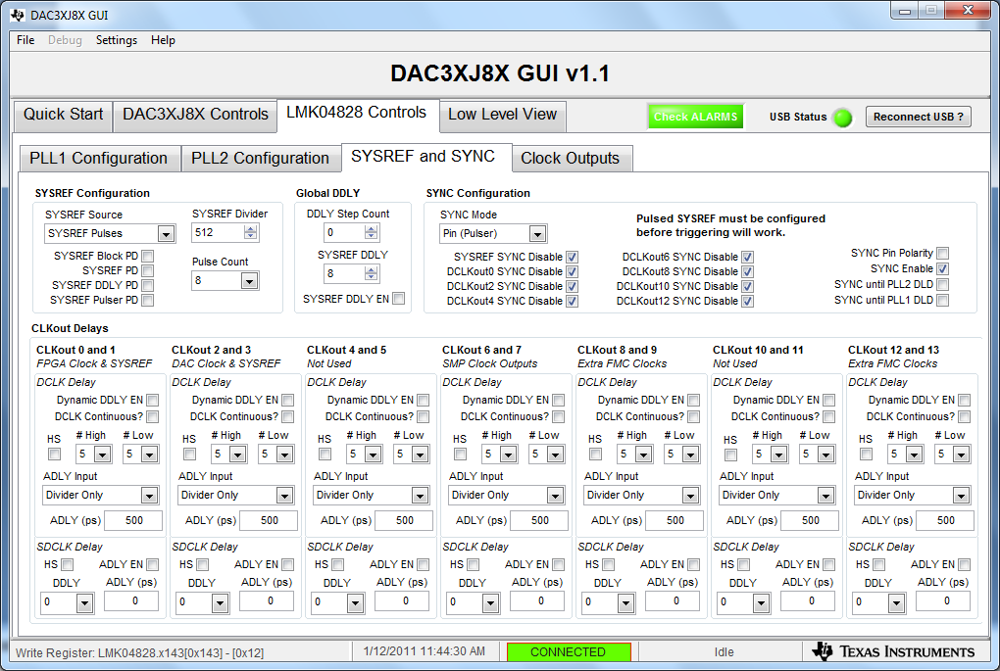 DAC3XJ8X GUI
File Debug Settings Help
DAC3XJ8X GUI v1.1
Quick Start DAC3XJ8X Controls LMK04828 Controls Low Level View Check ALARMS USB Status Reconnect USB ?
PLL1 Configuration PLL2 Configuration SYSREF and SYNC Clock Outputs
SYSREF Configuration
SYSREF Source SYSREF Divider
SYSREF Pulses 512
SYSREF Block PD Pulse Count
SYSREF PD 8
SYSREF DDLY PD
SYSREF Pulser PD
Global DDLY
DDLY Step Count
0
SYSREF DDLY
8
SYSREF DDLY EN
SYNC Configuration
SYNC Mode
Pin (Pulser)
Pulsed SYSREF must be configured
before triggering will work.
SYSREF SYNC Disable DCLKout6 SYNC Disable SYNC Pin Polarity
DCLKout0 SYNC Disable DCLKout8 SYNC Disable SYNC Enable
DCLKout2 SYNC Disable DCLKout10 SYNC Disable SYNC until PLL2 DLD
DCLKout4 SYNC Disable DCLKout12 SYNC Disable SYNC until PLL1 DLD
CLKout Delays
CLKout 0 and 1 CLKout 2 and 3 CLKout 4 and 5 CLKout 6 and 7 CLKout 8 and 9 CLKout 10 and 11 CLKout 12 and 13
FPGA Clock & SYSREF DAC Clock & SYSREF Not Used SMP Clock Outputs Extra FMC Clocks Not Used Extra FMC Clocks
DCLK Delay DCLK Delay DCLK Delay DCLK Delay DCLK Delay DCLK Delay DCLK Delay
Dynamic DDLY EN Dynamic DDLY EN Dynamic DDLY EN Dynamic DDLY EN Dynamic DDLY EN Dynamic DDLY EN Dynamic DDLY EN
DCLK Continuous? DCLK Continuous? DCLK Continuous? DCLK Continuous? DCLK Continuous? DCLK Continuous? DCLK Continuous?
HS # High # Low HS # High # Low HS # High # Low HS # High # Low HS # High # Low HS # High # Low HS # High # Low
5 5 5 5 5 5 5 5 5 5 5 5 5 5
ADLY Input ADLY Input ADLY Input ADLY Input ADLY Input ADLY Input ADLY Input
Divider Only Divider Only Divider Only Divider Only Divider Only Divider Only Divider Only
ADLY (ps) 500 ADLY (ps) 500 ADLY (ps) 500 ADLY (ps) 500 ADLY (ps) 500 ADLY (ps) 500 ADLY (ps) 500
SDCLK Delay SDCLK Delay SDCLK Delay SDCLK Delay SDCLK Delay SDCLK Delay SDCLK Delay
HS ADLY EN HS ADLY EN HS ADLY EN HS ADLY EN HS ADLY EN HS ADLY EN HS ADLY EN
DDLY ADLY (ps) DDLY ADLY (ps) DDLY ADLY (ps) DDLY ADLY (ps) DDLY ADLY (ps) DDLY ADLY (ps) DDLY ADLY (ps)
0 0 0 0 0 0 0 0 0 0 0 0 0 0
Write Register: LMK04828.x143[0x143] - [0x12] 1/12/2011 11:44:30 AM CONNECTED Idle TEXAS INSTRUMENTS